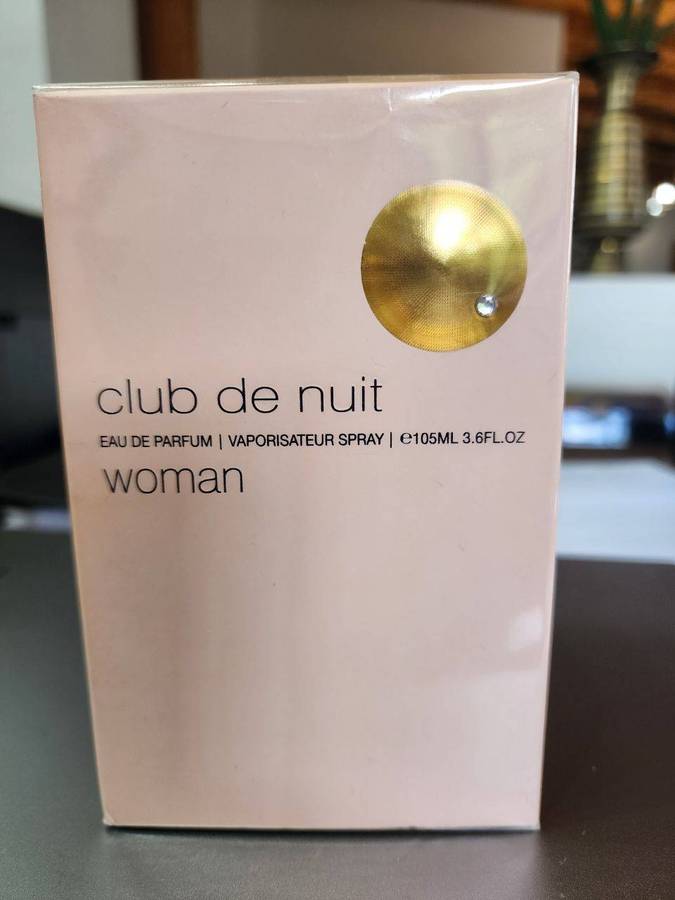 club de nuit
EAU DE PARFUM | VAPORISATEUR SPRAY | ℮105ML 3.6FL.OZ
woman